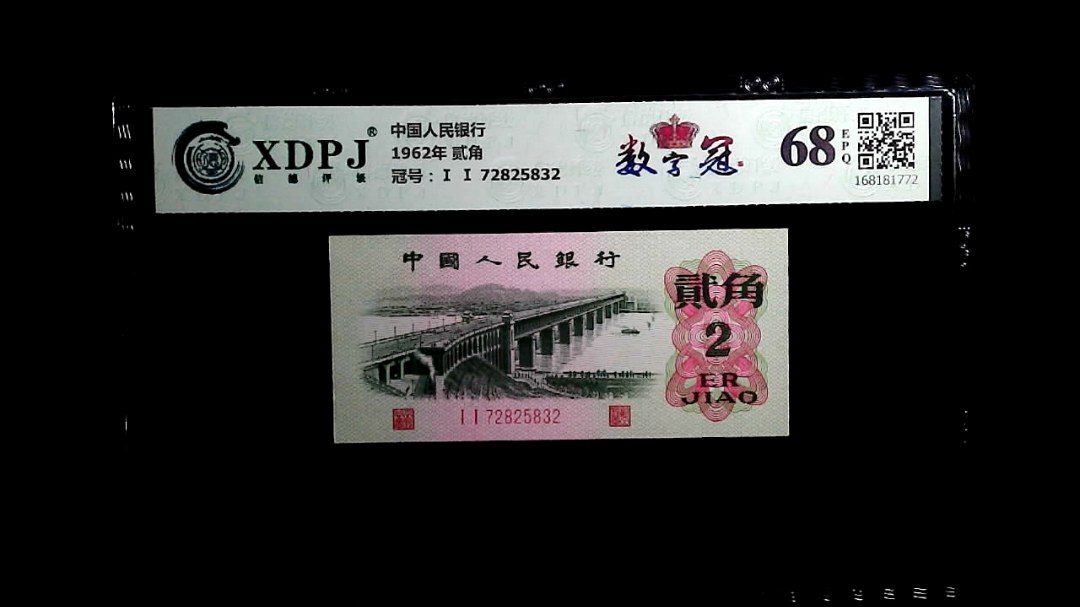 XDPJ®
信德评级
中国人民银行
1962年 贰角
冠号：I I 72825832
数字冠
68
EPQ
168181772
中國人民銀行
貳角
2
ER
JIAO
I I 72825832